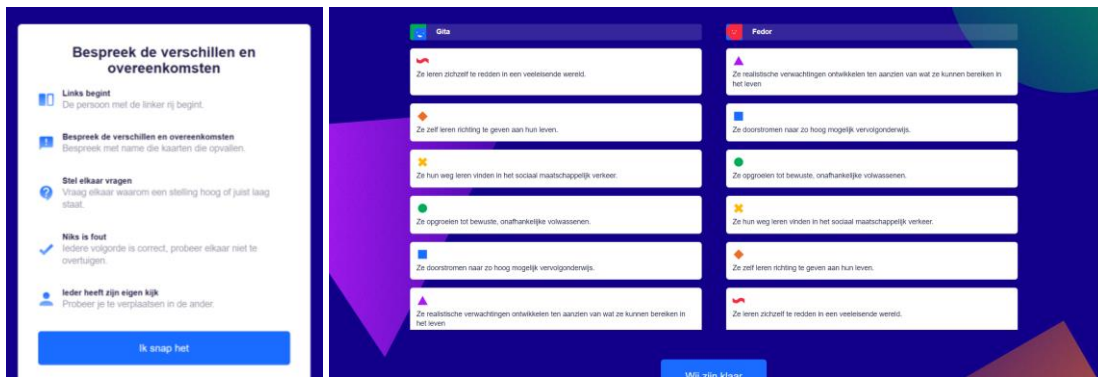 Bespreek de verschillen en
overeenkomsten
Links begint
De persoon met de linker rij begint.
Bespreek de verschillen en overeenkomsten
Bespreek met name die kaarten die opvallen.
Stel elkaar vragen
Vraag elkaar waarom een stelling hoog of juist laag
staat.
Niks is fout
Iedere volgorde is correct, probeer elkaar niet te
overtuigen.
Ieder heeft zijn eigen kijk
Probeer je te verplaatsen in de ander.
Ik snap het
Gita
Ze leren zichzelf te redden in een veeleisende wereld.
Ze zelf leren richting te geven aan hun leven.
Ze hun weg leren vinden in het sociaal maatschappelijk verkeer.
Ze opgroeien tot bewuste, onafhankelijke volwassenen.
Ze doorstromen naar zo hoog mogelijk vervolgonderwijs.
Ze realistische verwachtingen ontwikkelen ten aanzien van wat ze kunnen bereiken in
het leven
Fedor
Ze realistische verwachtingen ontwikkelen ten aanzien van wat ze kunnen bereiken in
het leven
Ze doorstromen naar zo hoog mogelijk vervolgonderwijs.
Ze opgroeien tot bewuste, onafhankelijke volwassenen.
Ze hun weg leren vinden in het sociaal maatschappelijk verkeer.
Ze zelf leren richting te geven aan hun leven.
Ze leren zichzelf te redden in een veeleisende wereld.
Wij zijn klaar